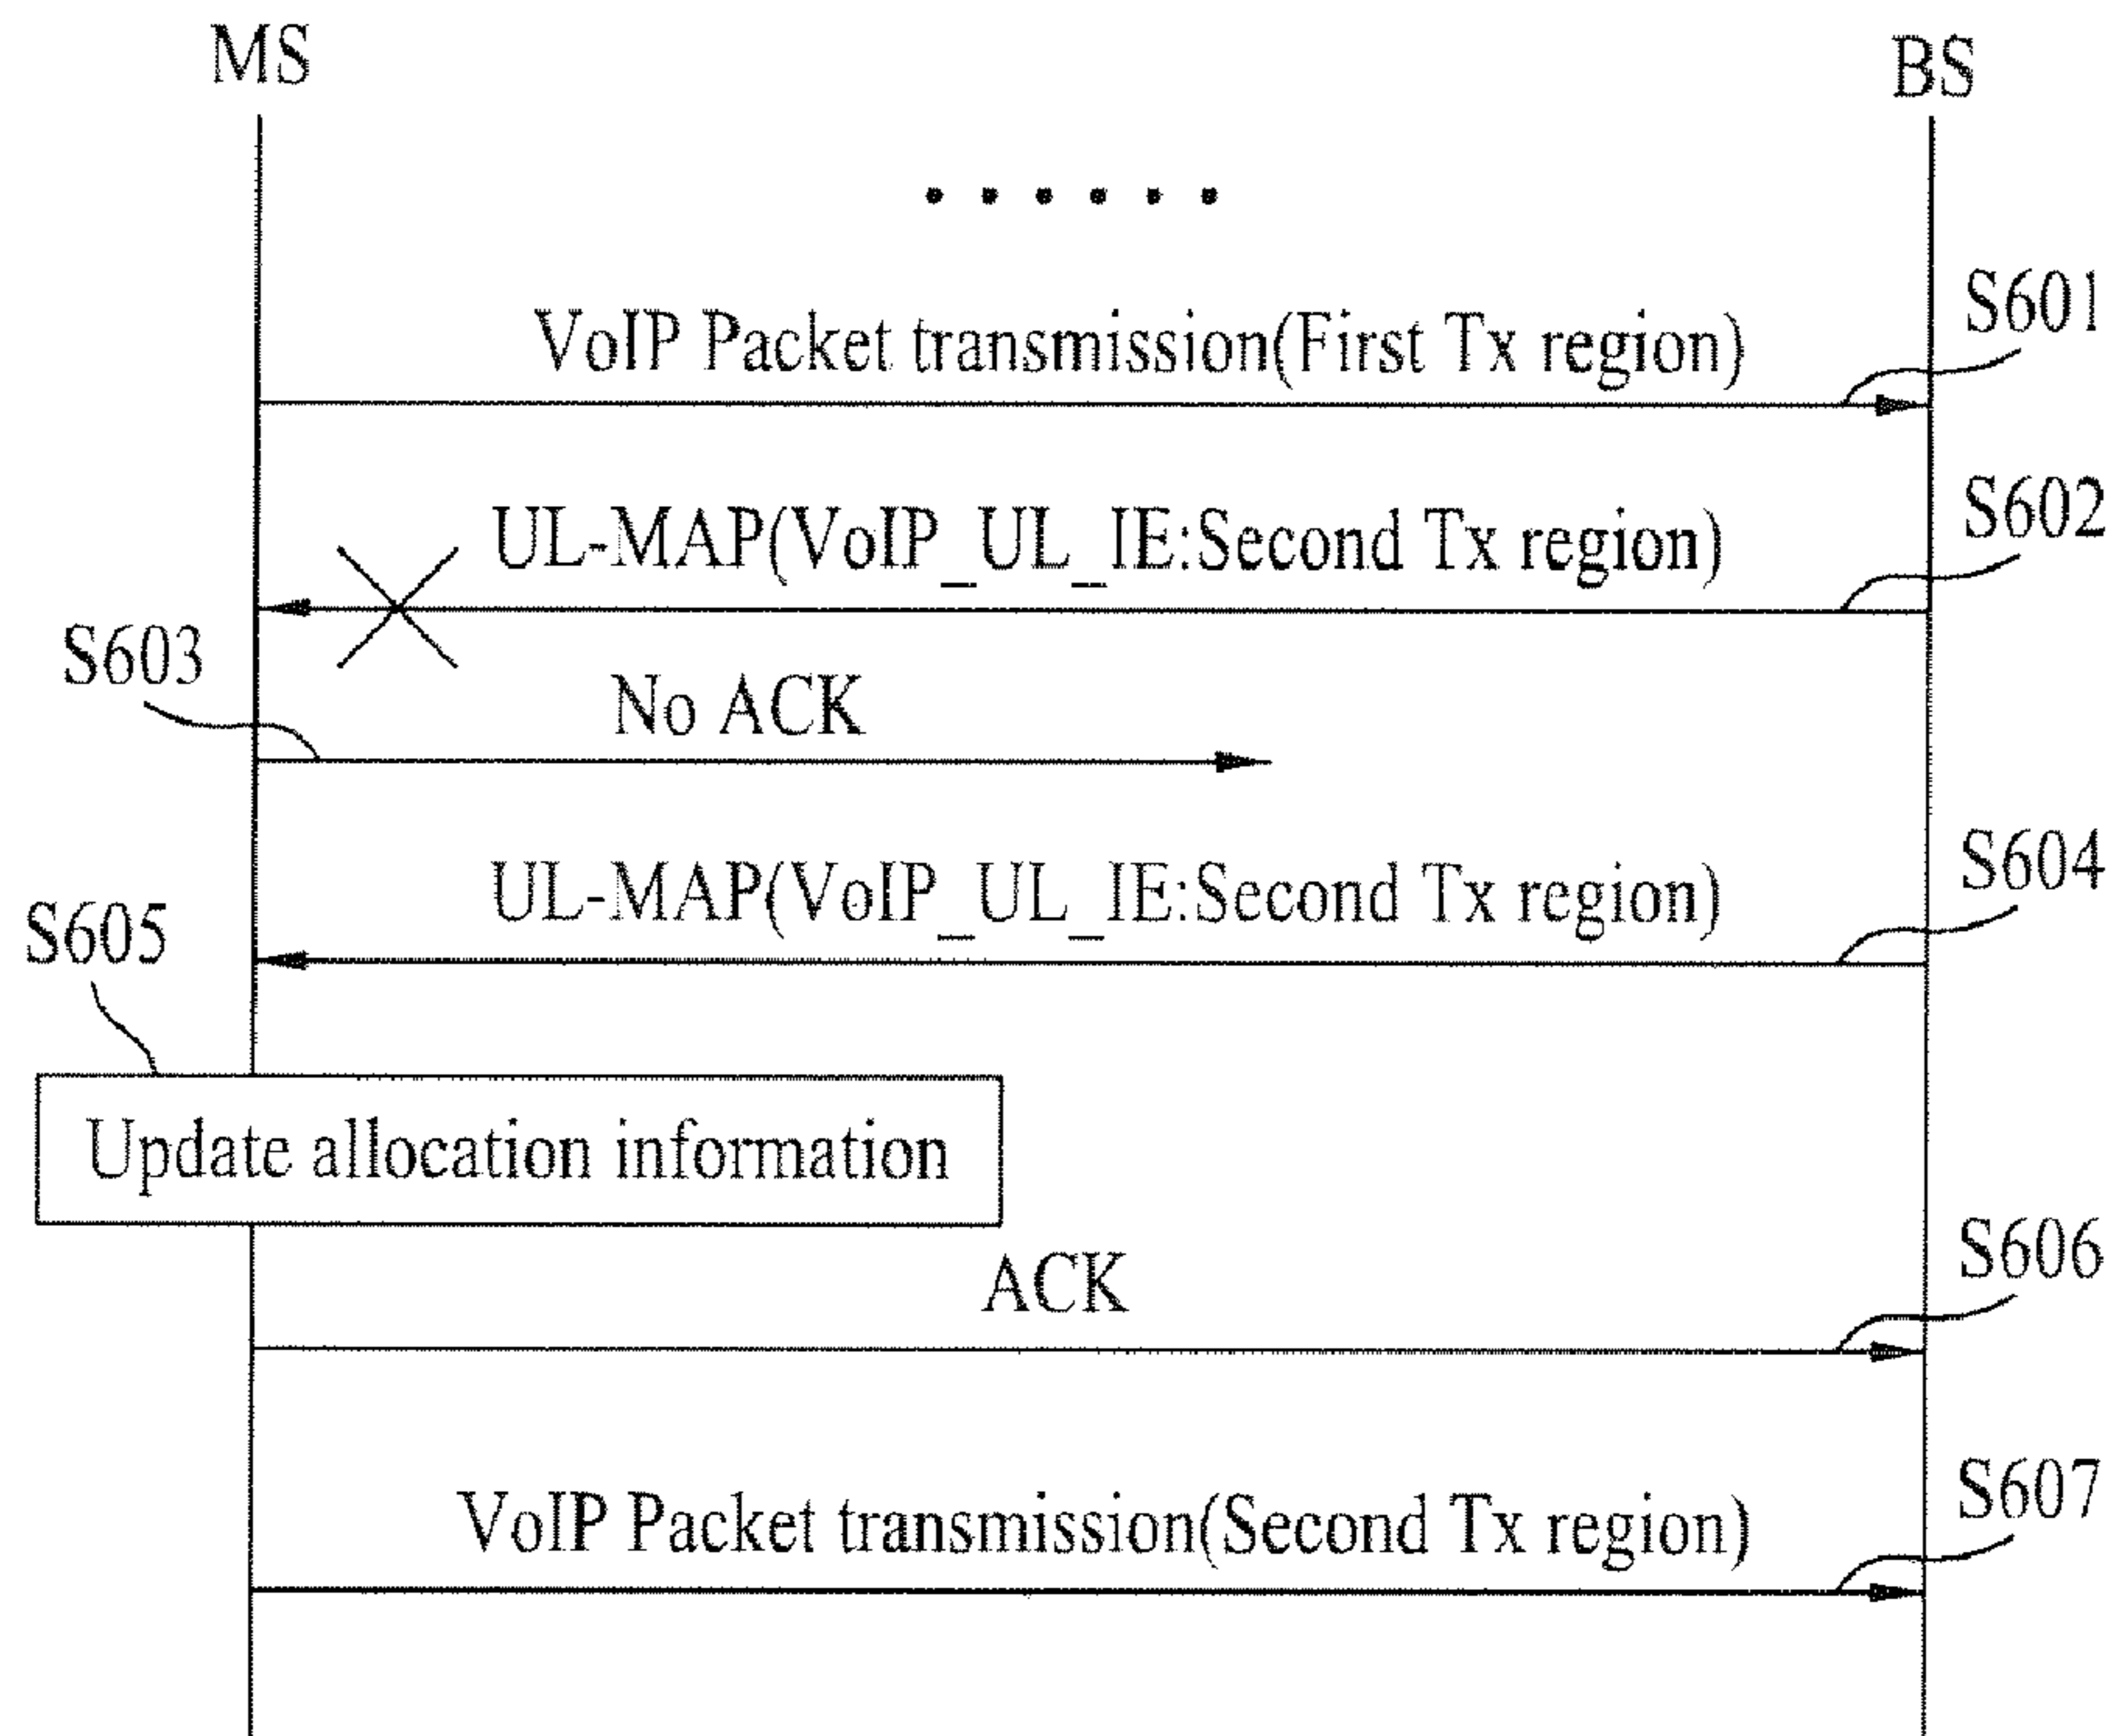 MS
BS
S601
VoIP Packet transmission(First Tx region)
S602
UL-MAP(VoIP_UL_IE:Second Tx region)
S603
No ACK
S604
UL-MAP(VoIP_UL_IE:Second Tx region)
S605
Update allocation information
S606
ACK
S607
VoIP Packet transmission(Second Tx region)